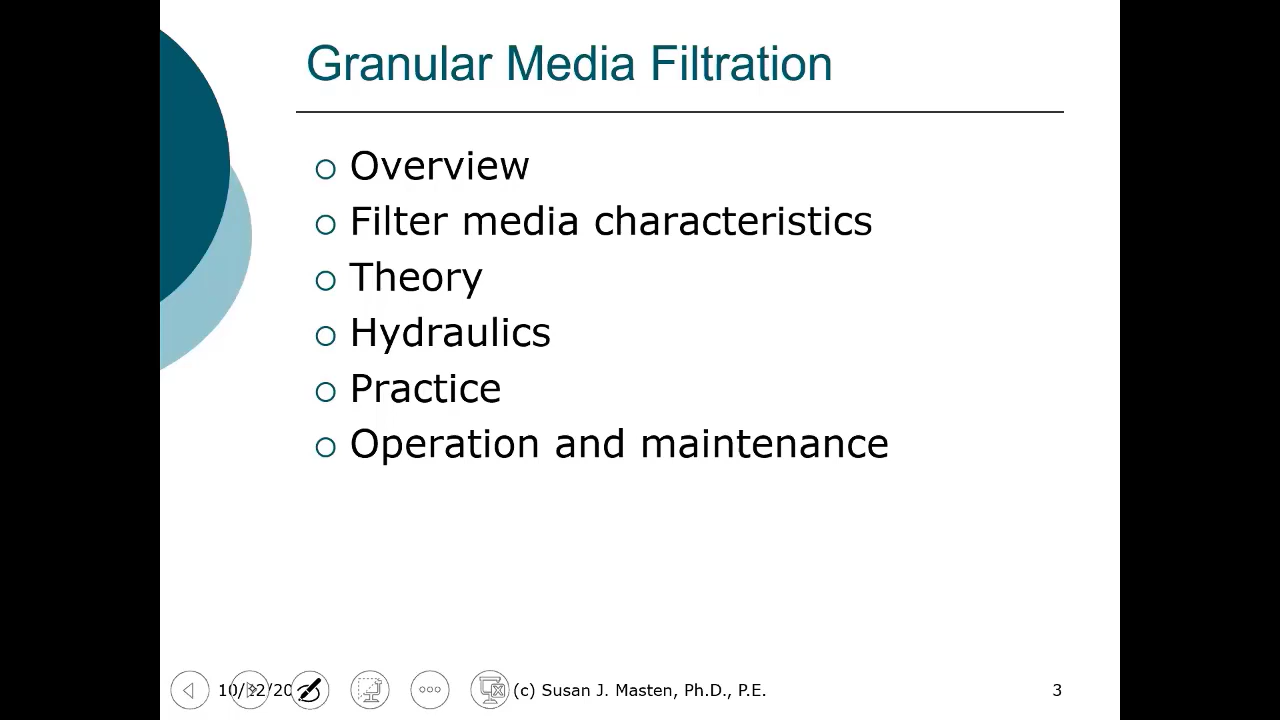 Granular Media Filtration
Overview
Filter media characteristics
Theory
Hydraulics
Practice
Operation and maintenance
(c) Susan J. Masten, Ph.D., P.E.
3